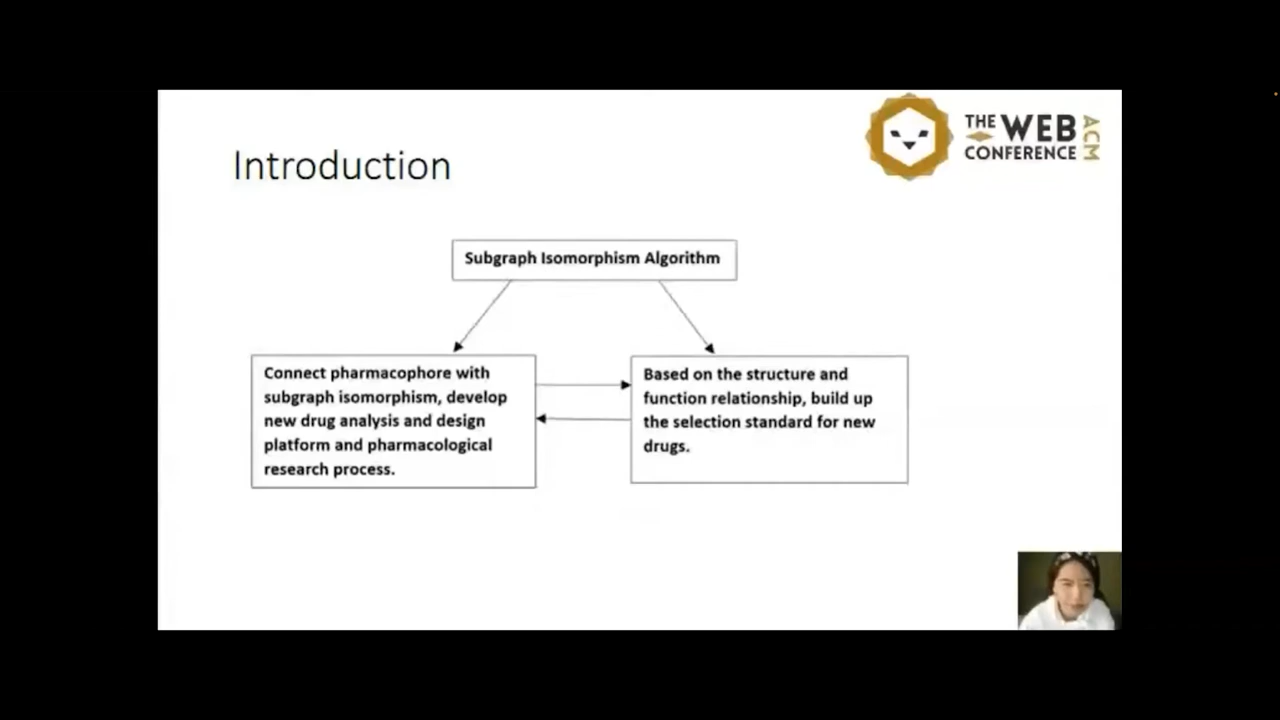 THE WEB
CONFERENCE
ACM
Introduction
Subgraph Isomorphism Algorithm
Connect pharmacophore with
subgraph isomorphism, develop
new drug analysis and design
platform and pharmacological
research process.
Based on the structure and
function relationship, build up
the selection standard for new
drugs.